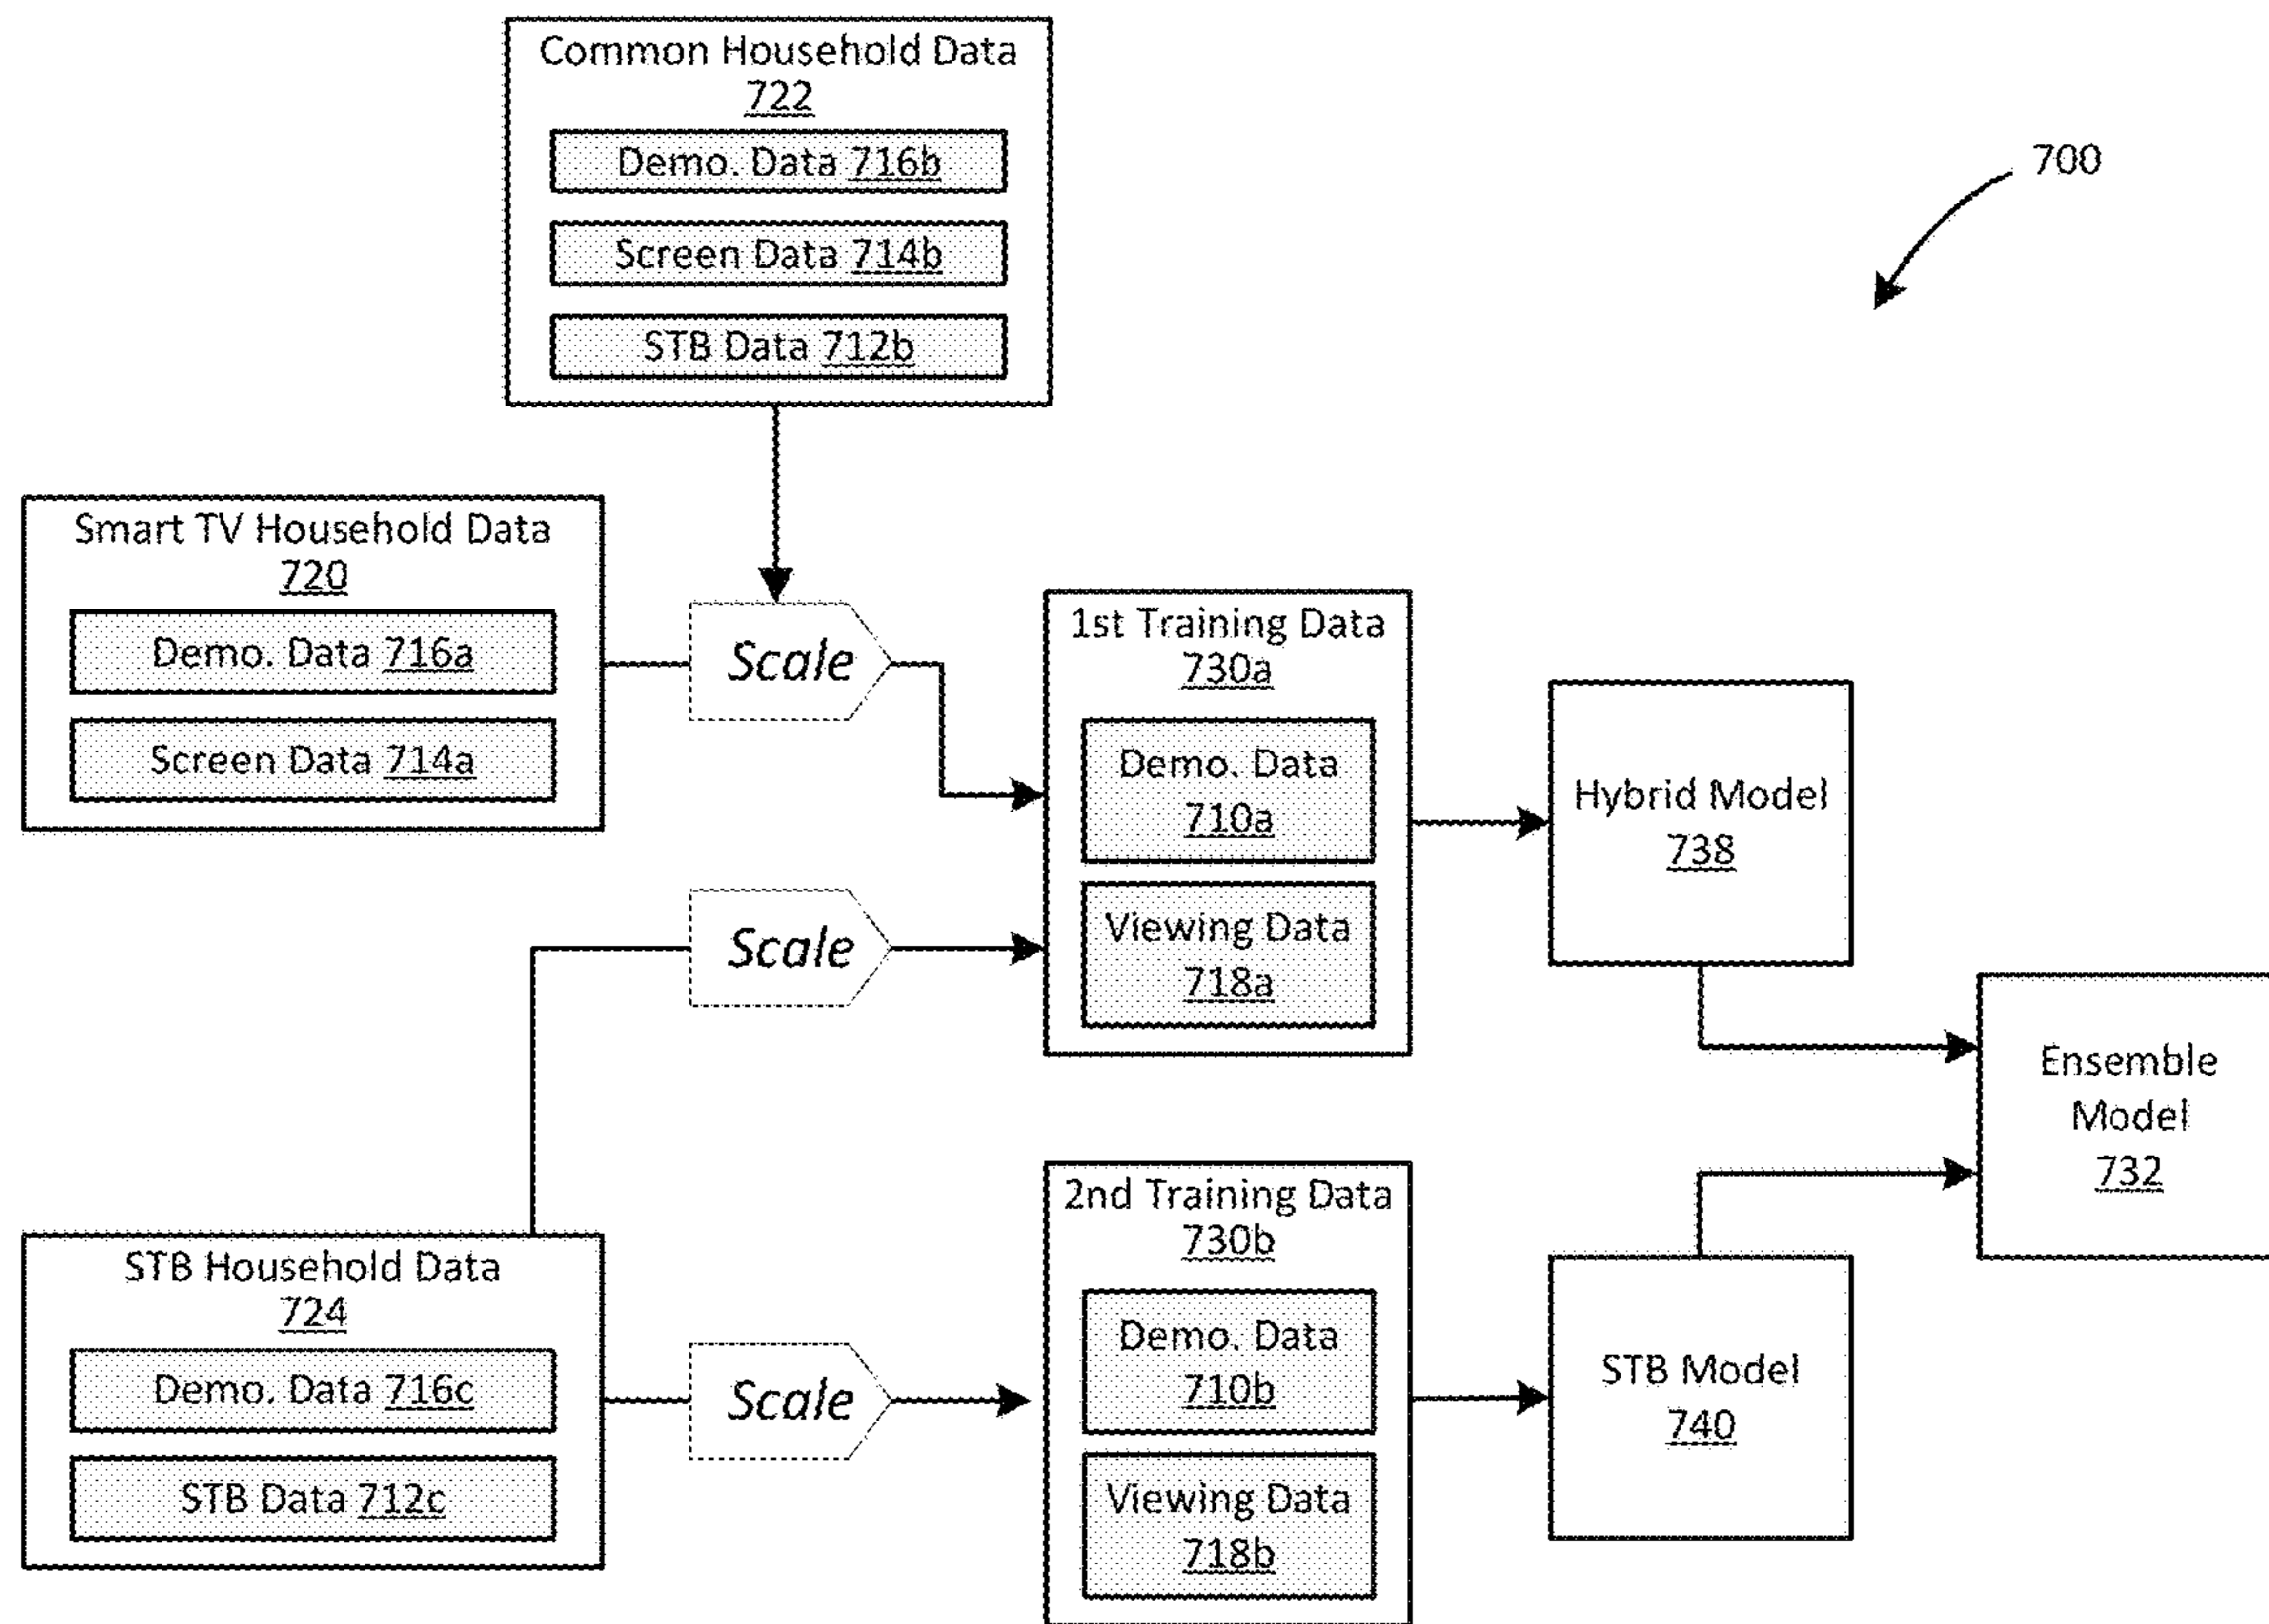 Common Household Data
722
Demo. Data 716b
Screen Data 714b
STB Data 712b
700
Smart TV Household Data
720
Demo. Data 716a
Screen Data 714a
Scale
1st Training Data
730a
Demo. Data
710a
Viewing Data
718a
Hybrid Model
738
Scale
Ensemble
Model
732
STB Household Data
724
Demo. Data 716c
STB Data 712c
Scale
2nd Training Data
730b
Demo. Data
710b
Viewing Data
718b
STB Model
740